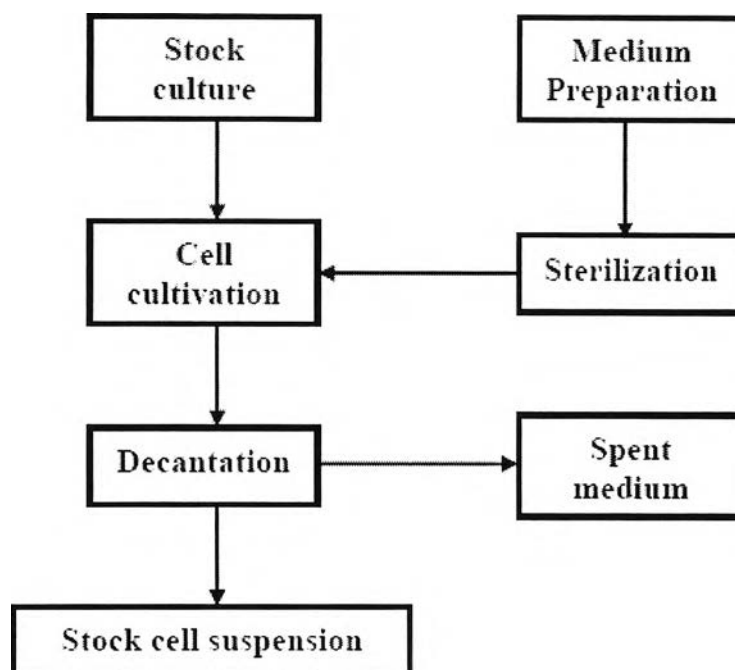 Stock
culture
Medium
Preparation
Cell
cultivation
Sterilization
Decantation
Spent
medium
Stock cell suspension